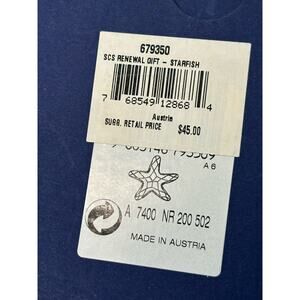 679350
SCS RENEWAL GIFT - STARFISH
7 68549 12868 4
Austria
SUGG. RETAIL PRICE $45.00
A 6
A 7400 NR 200 502
MADE IN AUSTRIA